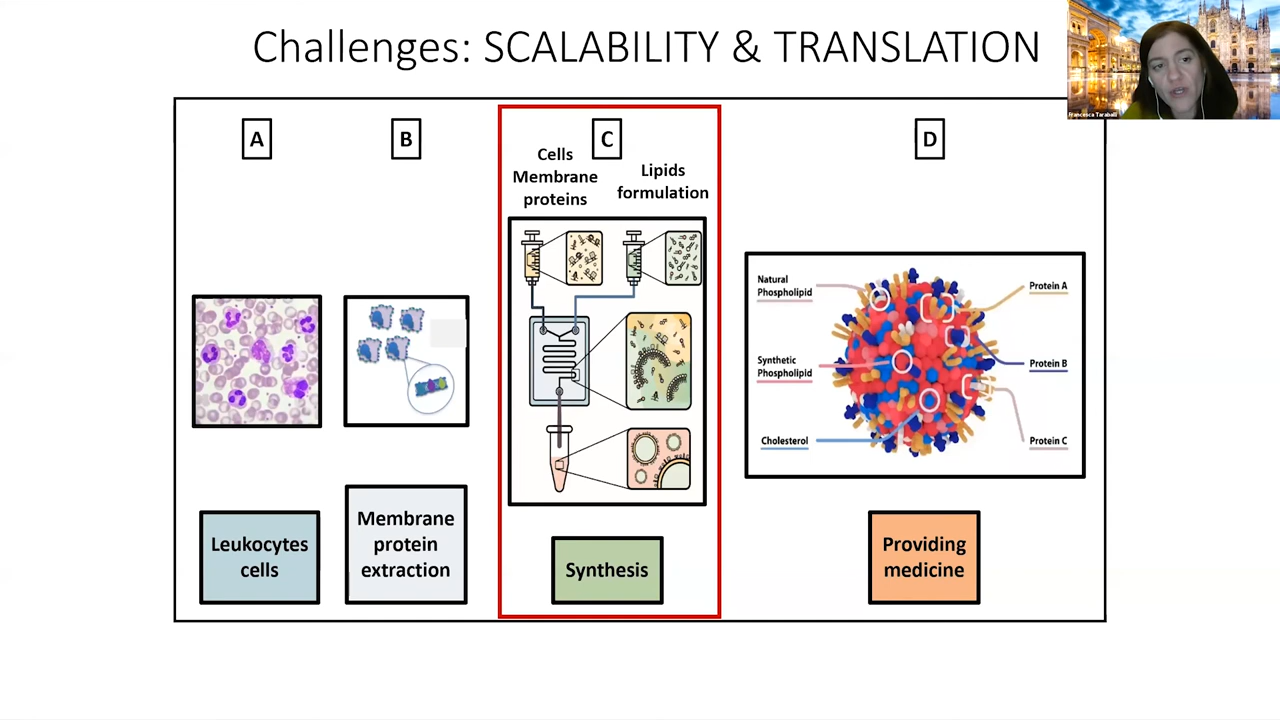 Challenges: SCALABILITY & TRANSLATION
Francesca Taraballi
A
B
C
D
Cells
Membrane
proteins
Lipids
formulation
Natural
Phospholipid
Synthetic
Phospholipid
Cholesterol
Protein A
Protein B
Protein C
Leukocytes
cells
Membrane
protein
extraction
Synthesis
Providing
medicine